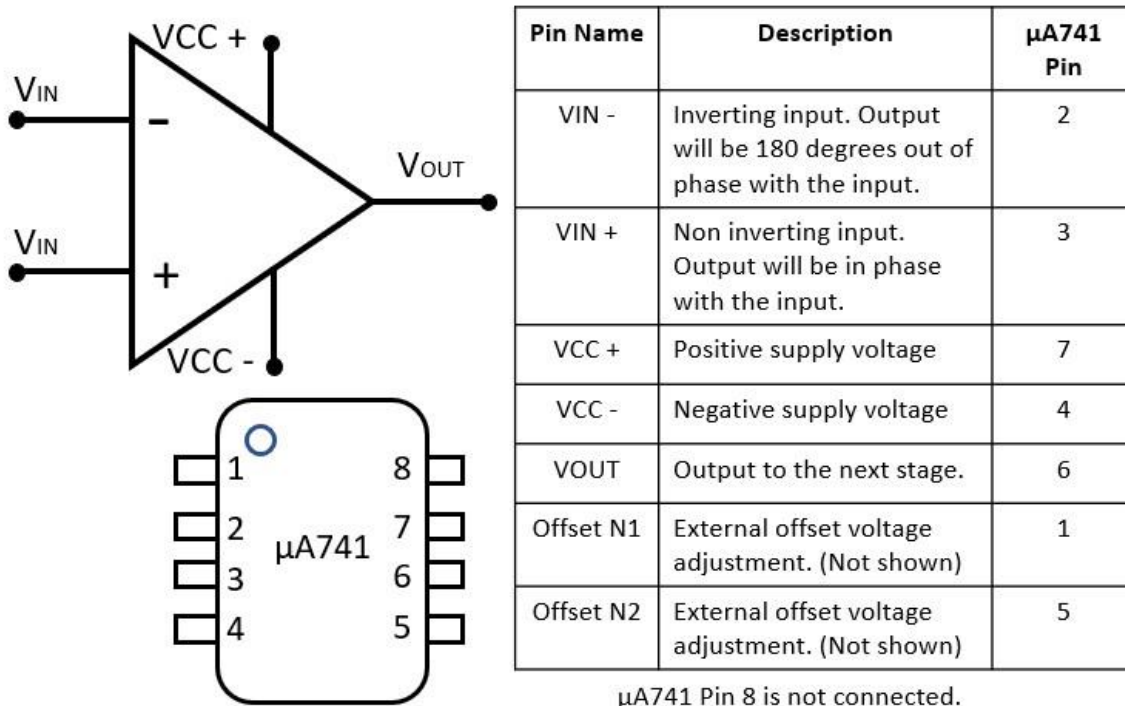 VCC +
VIN
-
VOUT
VIN
+
VCC -
1 8
2 7
µA741
3 6
4 5
Pin Name Description µA741
Pin
VIN - Inverting input. Output 2
will be 180 degrees out of
phase with the input.
VIN + Non inverting input. 3
Output will be in phase
with the input.
VCC + Positive supply voltage 7
VCC - Negative supply voltage 4
VOUT Output to the next stage. 6
Offset N1 External offset voltage 1
adjustment. (Not shown)
Offset N2 External offset voltage 5
adjustment. (Not shown)
µA741 Pin 8 is not connected.